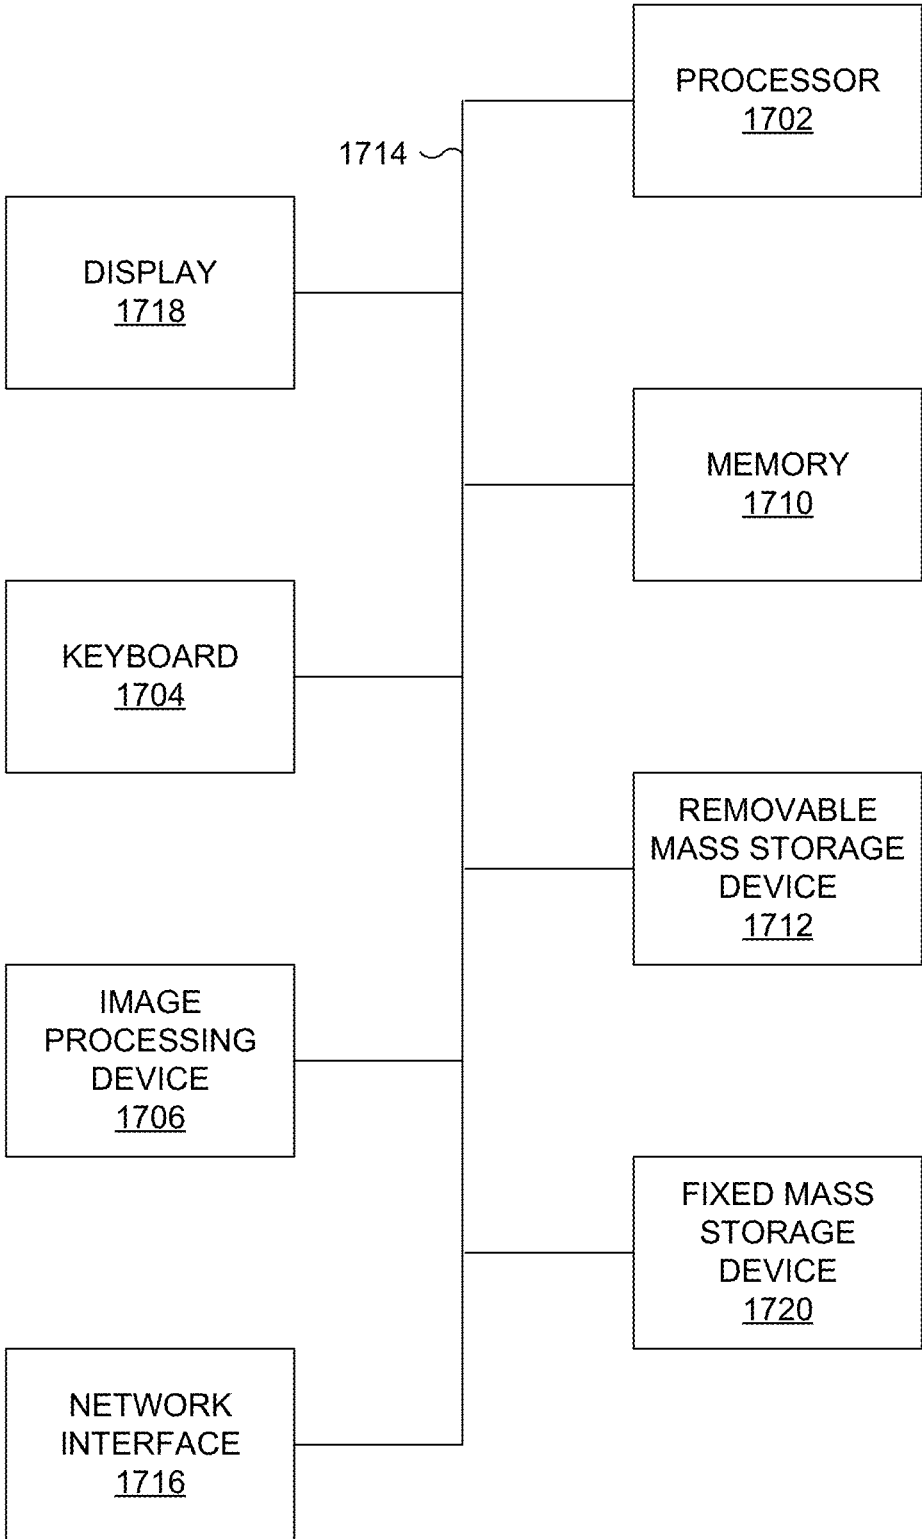 PROCESSOR
1702
1714
DISPLAY
1718
MEMORY
1710
KEYBOARD
1704
REMOVABLE
MASS STORAGE
DEVICE
1712
IMAGE
PROCESSING
DEVICE
1706
FIXED MASS
STORAGE
DEVICE
1720
NETWORK
INTERFACE
1716